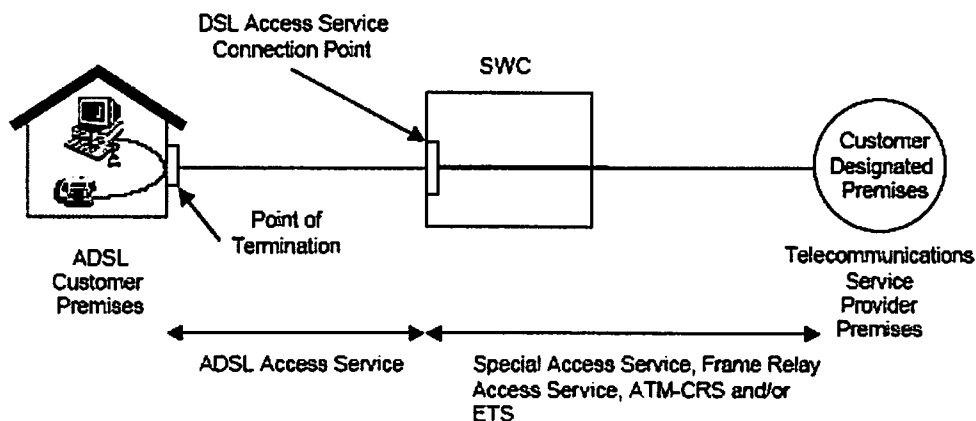 DSL Access Service
Connection Point
SWC
Customer
Designated
Premises
Point of
Termination
ADSL
Customer
Premises
Telecommunications
Service
Provider
Premises
ADSL Access Service
Special Access Service, Frame Relay
Access Service, ATM-CRS and/or
ETS